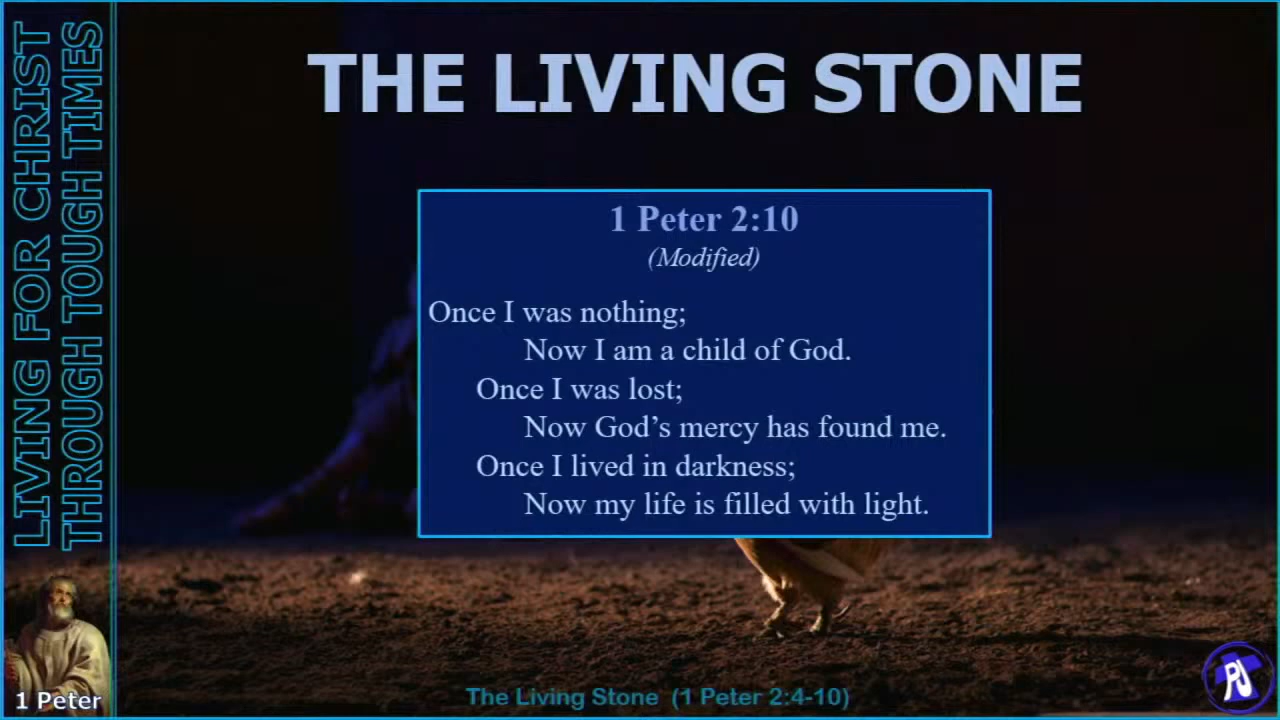 LIVING FOR CHRIST
THROUGH TOUGH TIMES
THE LIVING STONE
1 Peter 2:10
(Modified)
Once I was nothing;
Now I am a child of God.
Once I was lost;
Now God’s mercy has found me.
Once I lived in darkness;
Now my life is filled with light.
1 Peter
The Living Stone (1 Peter 2:4-10)
PJ